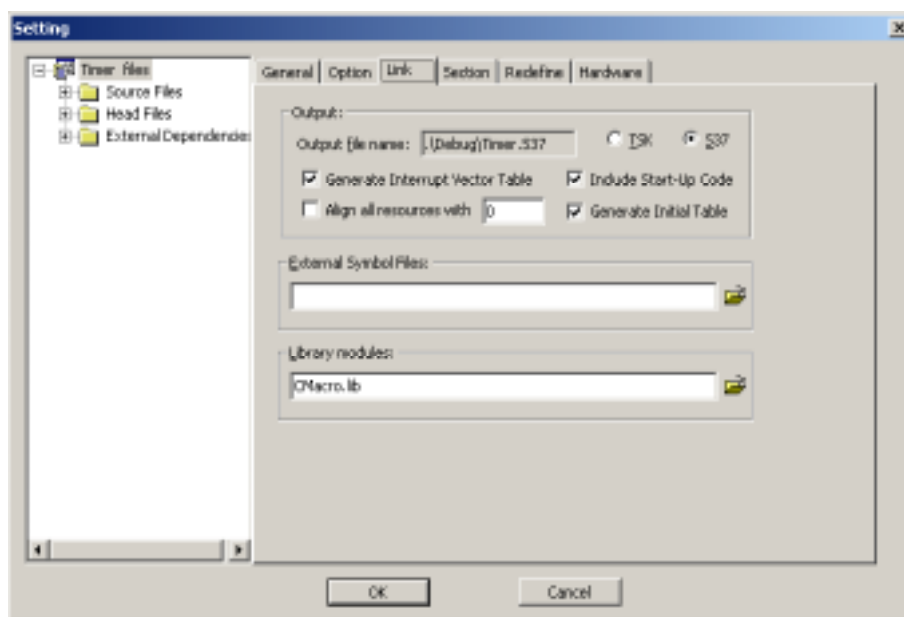 Setting
Timer files
Source Files
Head Files
External Dependencie
General Option Link Section Redefine Hardware
Output:
Output file name: .\Debug\Timer.S37 TSK S37
Generate Interrupt Vector Table Include Start-Up Code
Align all resources with 0 Generate Initial Table
External Symbol Files:
Library modules:
CMacro.lib
OK Cancel